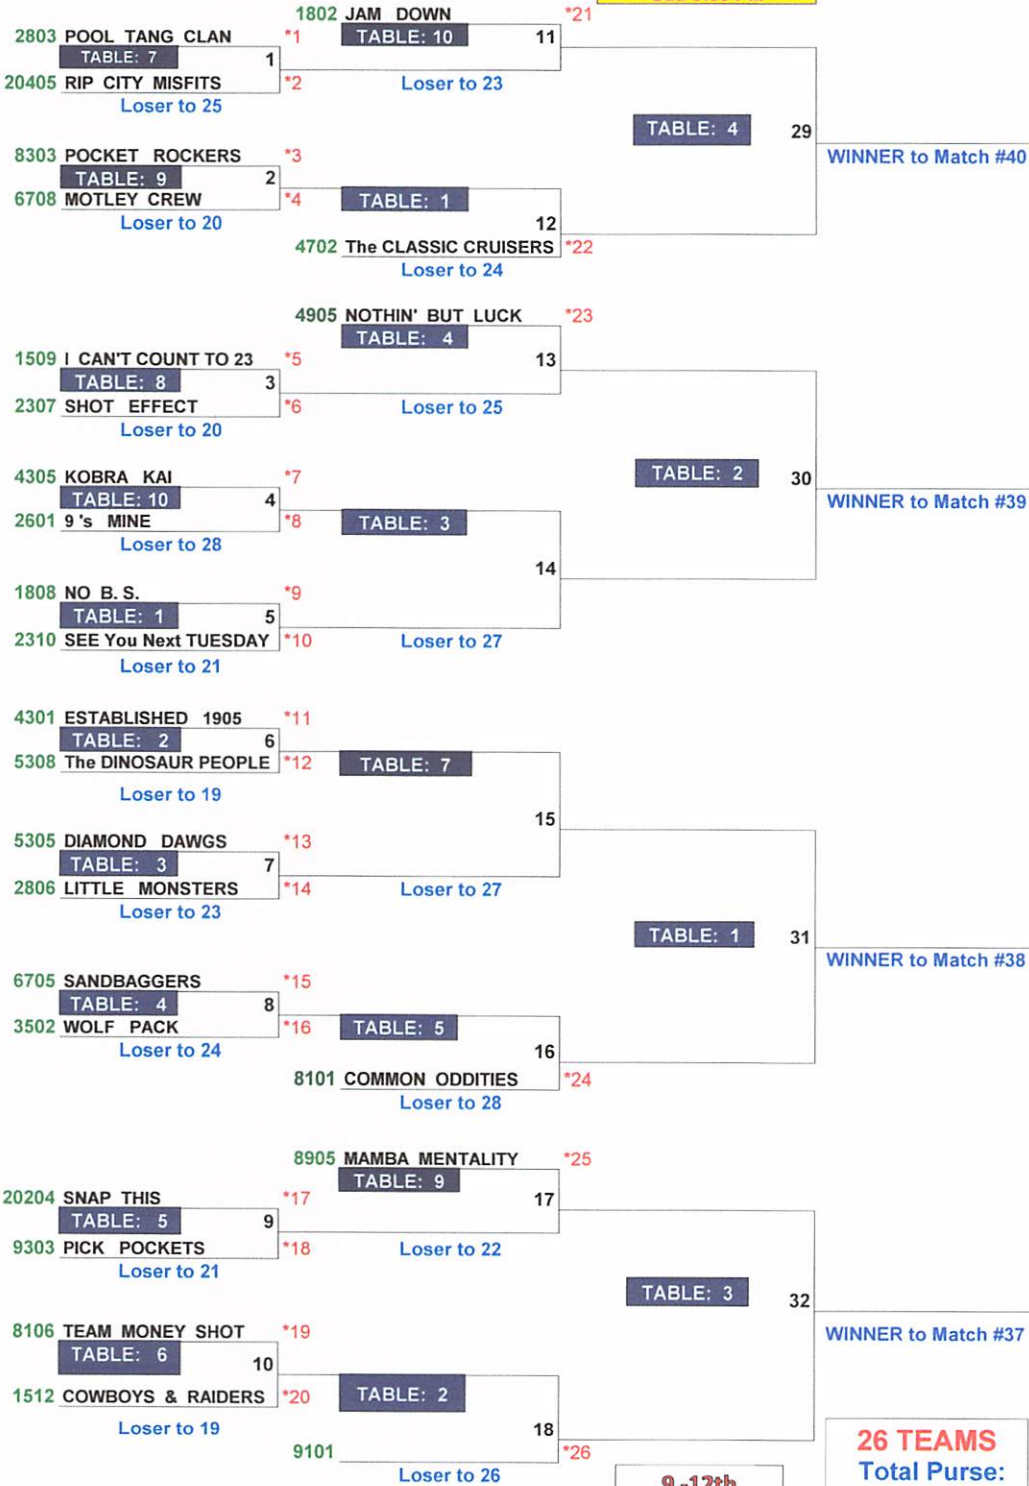 1802 JAM DOWN *21
2803 POOL TANG CLAN *1
TABLE: 10 11
TABLE: 7 1
20405 RIP CITY MISFITS *2
Loser to 23
Loser to 25
TABLE: 4 29
WINNER to Match #40
8303 POCKET ROCKERS *3
TABLE: 9 2
6708 MOTLEY CREW *4
TABLE: 1
Loser to 20
12
4702 The CLASSIC CRUISERS *22
Loser to 24
4905 NOTHIN' BUT LUCK *23
TABLE: 4
13
1509 I CAN'T COUNT TO 23 *5
TABLE: 8 3
2307 SHOT EFFECT *6
Loser to 25
Loser to 20
TABLE: 2 30
WINNER to Match #39
4305 KOBRA KAI *7
TABLE: 10 4
2601 9 's MINE *8
TABLE: 3
Loser to 28
14
1808 NO B. S. *9
TABLE: 1 5
2310 SEE You Next TUESDAY *10
Loser to 27
Loser to 21
4301 ESTABLISHED 1905 *11
TABLE: 2 6
5308 The DINOSAUR PEOPLE *12
TABLE: 7
Loser to 19
15
5305 DIAMOND DAWGS *13
TABLE: 3 7
2806 LITTLE MONSTERS *14
Loser to 27
Loser to 23
TABLE: 1 31
WINNER to Match #38
6705 SANDBAGGERS *15
TABLE: 4 8
3502 WOLF PACK *16
TABLE: 5
Loser to 24
16
8101 COMMON ODDITIES *24
Loser to 28
8905 MAMBA MENTALITY *25
TABLE: 9
17
20204 SNAP THIS *17
TABLE: 5 9
9303 PICK POCKETS *18
Loser to 22
Loser to 21
TABLE: 3 32
WINNER to Match #37
8106 TEAM MONEY SHOT *19
TABLE: 6 10
1512 COWBOYS & RAIDERS *20
TABLE: 2
Loser to 19
18
9101 *26
Loser to 26
26 TEAMS
Total Purse:
9 -12th